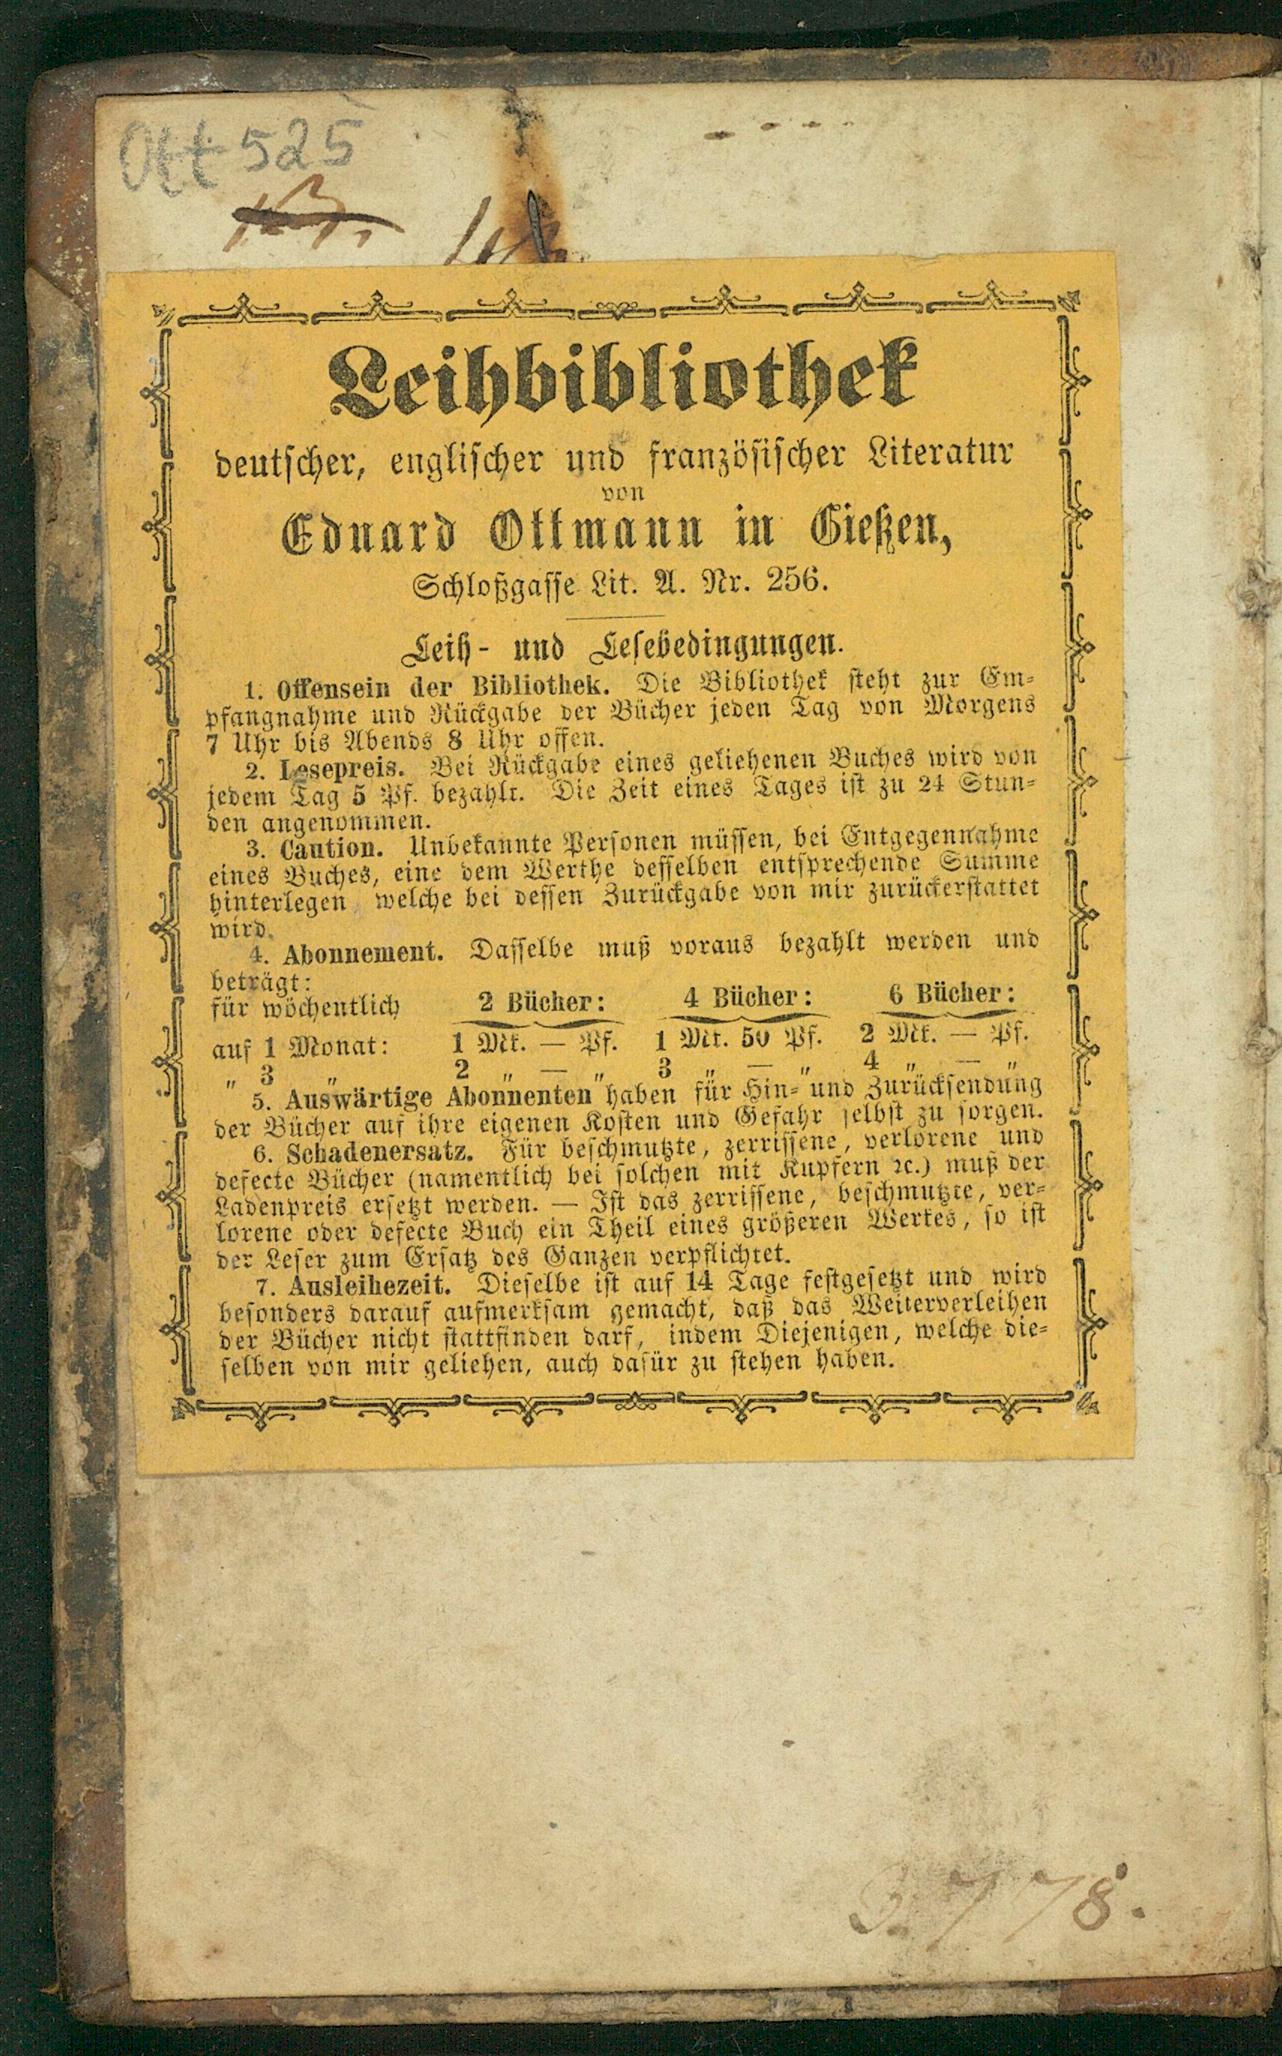 Ott 525
Leihbibliothek
deutscher, englischer und französischer Literatur
von
Eduard Ottmann in Gießen,
Schloßgasse Lit. A. Nr. 256.
Leih- und Lesebedingungen.
1. Offensein der Bibliothek. Die Bibliothek steht zur Em-
pfangnahme und Rückgabe der Bücher jeden Tag von Morgens
7 Uhr bis Abends 8 Uhr offen.
2. Lesepreis. Bei Rückgabe eines geliehenen Buches wird von
jedem Tag 5 Pf. bezahlt. Die Zeit eines Tages ist zu 24 Stun-
den angenommen.
3. Caution. Unbekannte Personen müssen, bei Entgegennahme
eines Buches, eine dem Werthe desselben entsprechende Summe
hinterlegen, welche bei dessen Zurückgabe von mir zurückerstattet
wird.
4. Abonnement. Dasselbe muß voraus bezahlt werden und
beträgt:
für wöchentlich 2 Bücher: 4 Bücher: 6 Bücher:
auf 1 Monat: 1 Mk. — Pf. 1 Mk. 50 Pf. 2 Mk. — Pf.
„ 3 „ 2 „ — „ 3 „ — „ 4 „ — „
5. Auswärtige Abonnenten haben für Hin- und Zurücksendung
der Bücher auf ihre eigenen Kosten und Gefahr selbst zu sorgen.
6. Schadenersatz. Für beschmutzte, zerrissene, verlorene und
defecte Bücher (namentlich bei solchen mit Kupfern ꝛc.) muß der
Ladenpreis ersetzt werden. — Ist das zerrissene, beschmutzte, ver-
lorene oder defecte Buch ein Theil eines größeren Werkes, so ist
der Leser zum Ersatz des Ganzen verpflichtet.
7. Ausleihezeit. Dieselbe ist auf 14 Tage festgesetzt und wird
besonders darauf aufmerksam gemacht, daß das Weiterverleihen
der Bücher nicht stattfinden darf, indem Diejenigen, welche die-
selben von mir geliehen, auch dafür zu stehen haben.
3.778.